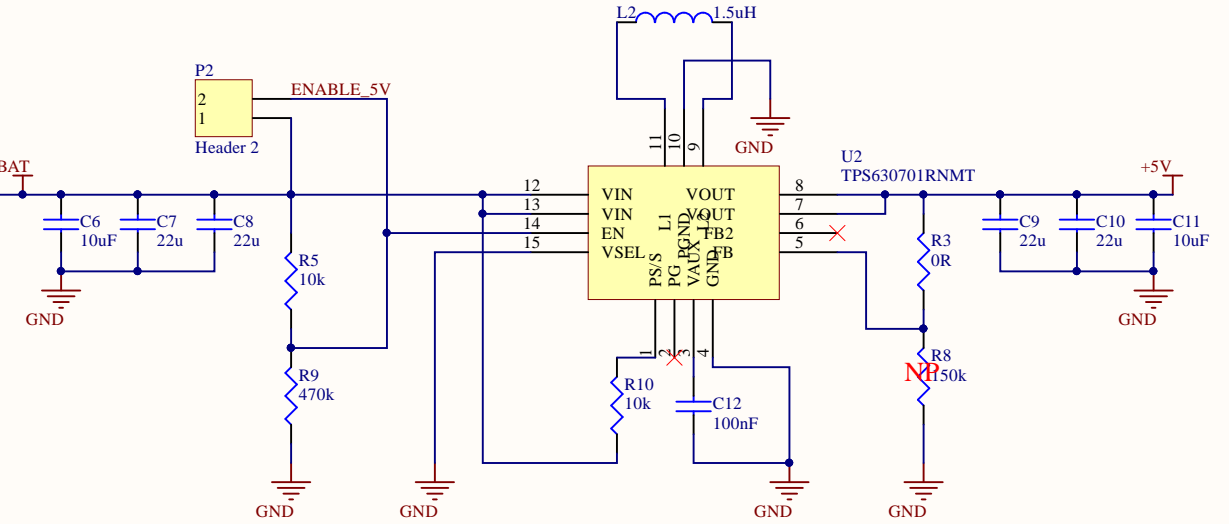 L2
1.5uH
P2
2
1
ENABLE_5V
Header 2
GND
11
10
9
U2
TPS630701RNMT
BAT
+5V
12
13
14
15
VIN
VIN
EN
VSEL
L1
PGND
L2
VOUT
VOUT
FB2
FB
8
7
6
5
PS/S
PG
VAUX
GND
1
2
3
4
C6
10uF
C7
22u
C8
22u
R5
10k
GND
R9
470k
R10
10k
C12
100nF
R3
0R
R8
150k
NP
C9
22u
C10
22u
C11
10uF
GND
GND
GND
GND
GND